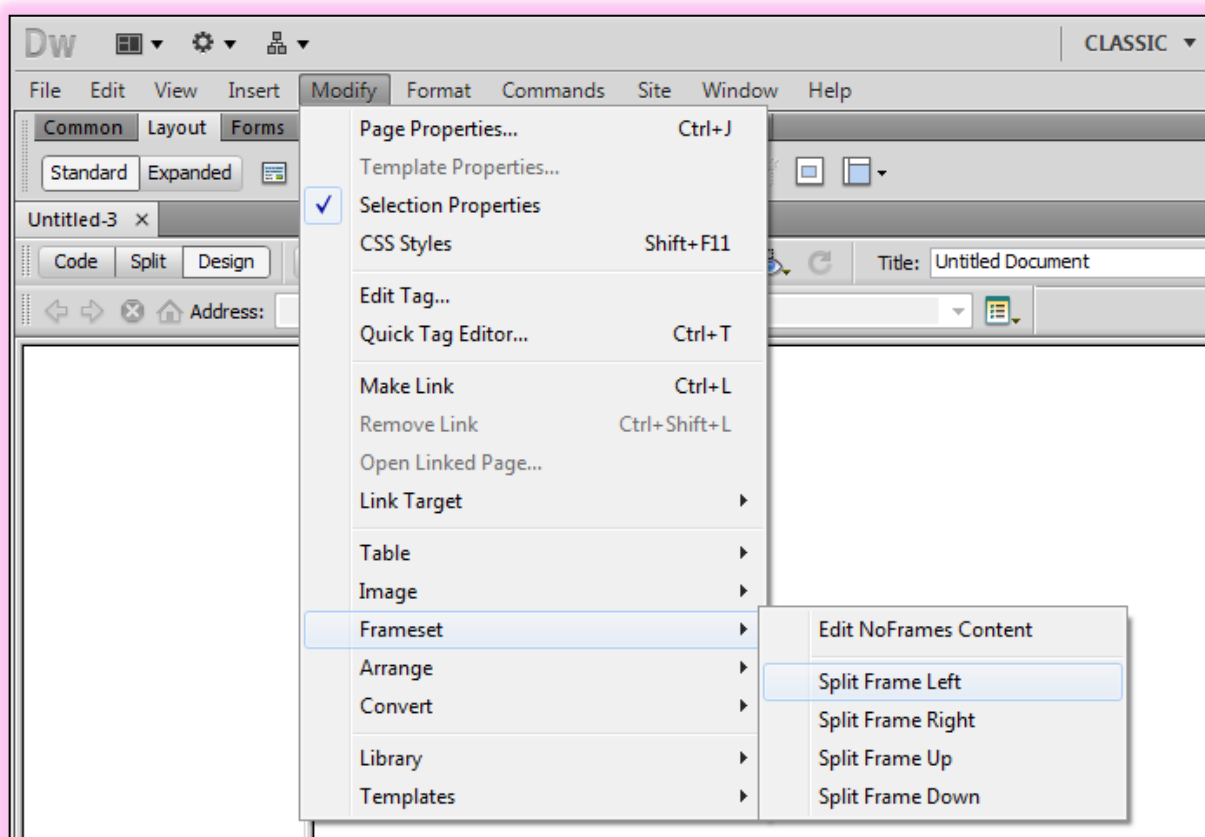 Dw CLASSIC
File Edit View Insert Modify Format Commands Site Window Help
Common Layout Forms
Standard Expanded
Untitled-3
Code Split Design Title: Untitled Document
Address:
Page Properties... Ctrl+J
Template Properties...
Selection Properties
CSS Styles Shift+F11
Edit Tag...
Quick Tag Editor... Ctrl+T
Make Link Ctrl+L
Remove Link Ctrl+Shift+L
Open Linked Page...
Link Target
Table
Image
Frameset
Arrange
Convert
Library
Templates
Edit NoFrames Content
Split Frame Left
Split Frame Right
Split Frame Up
Split Frame Down